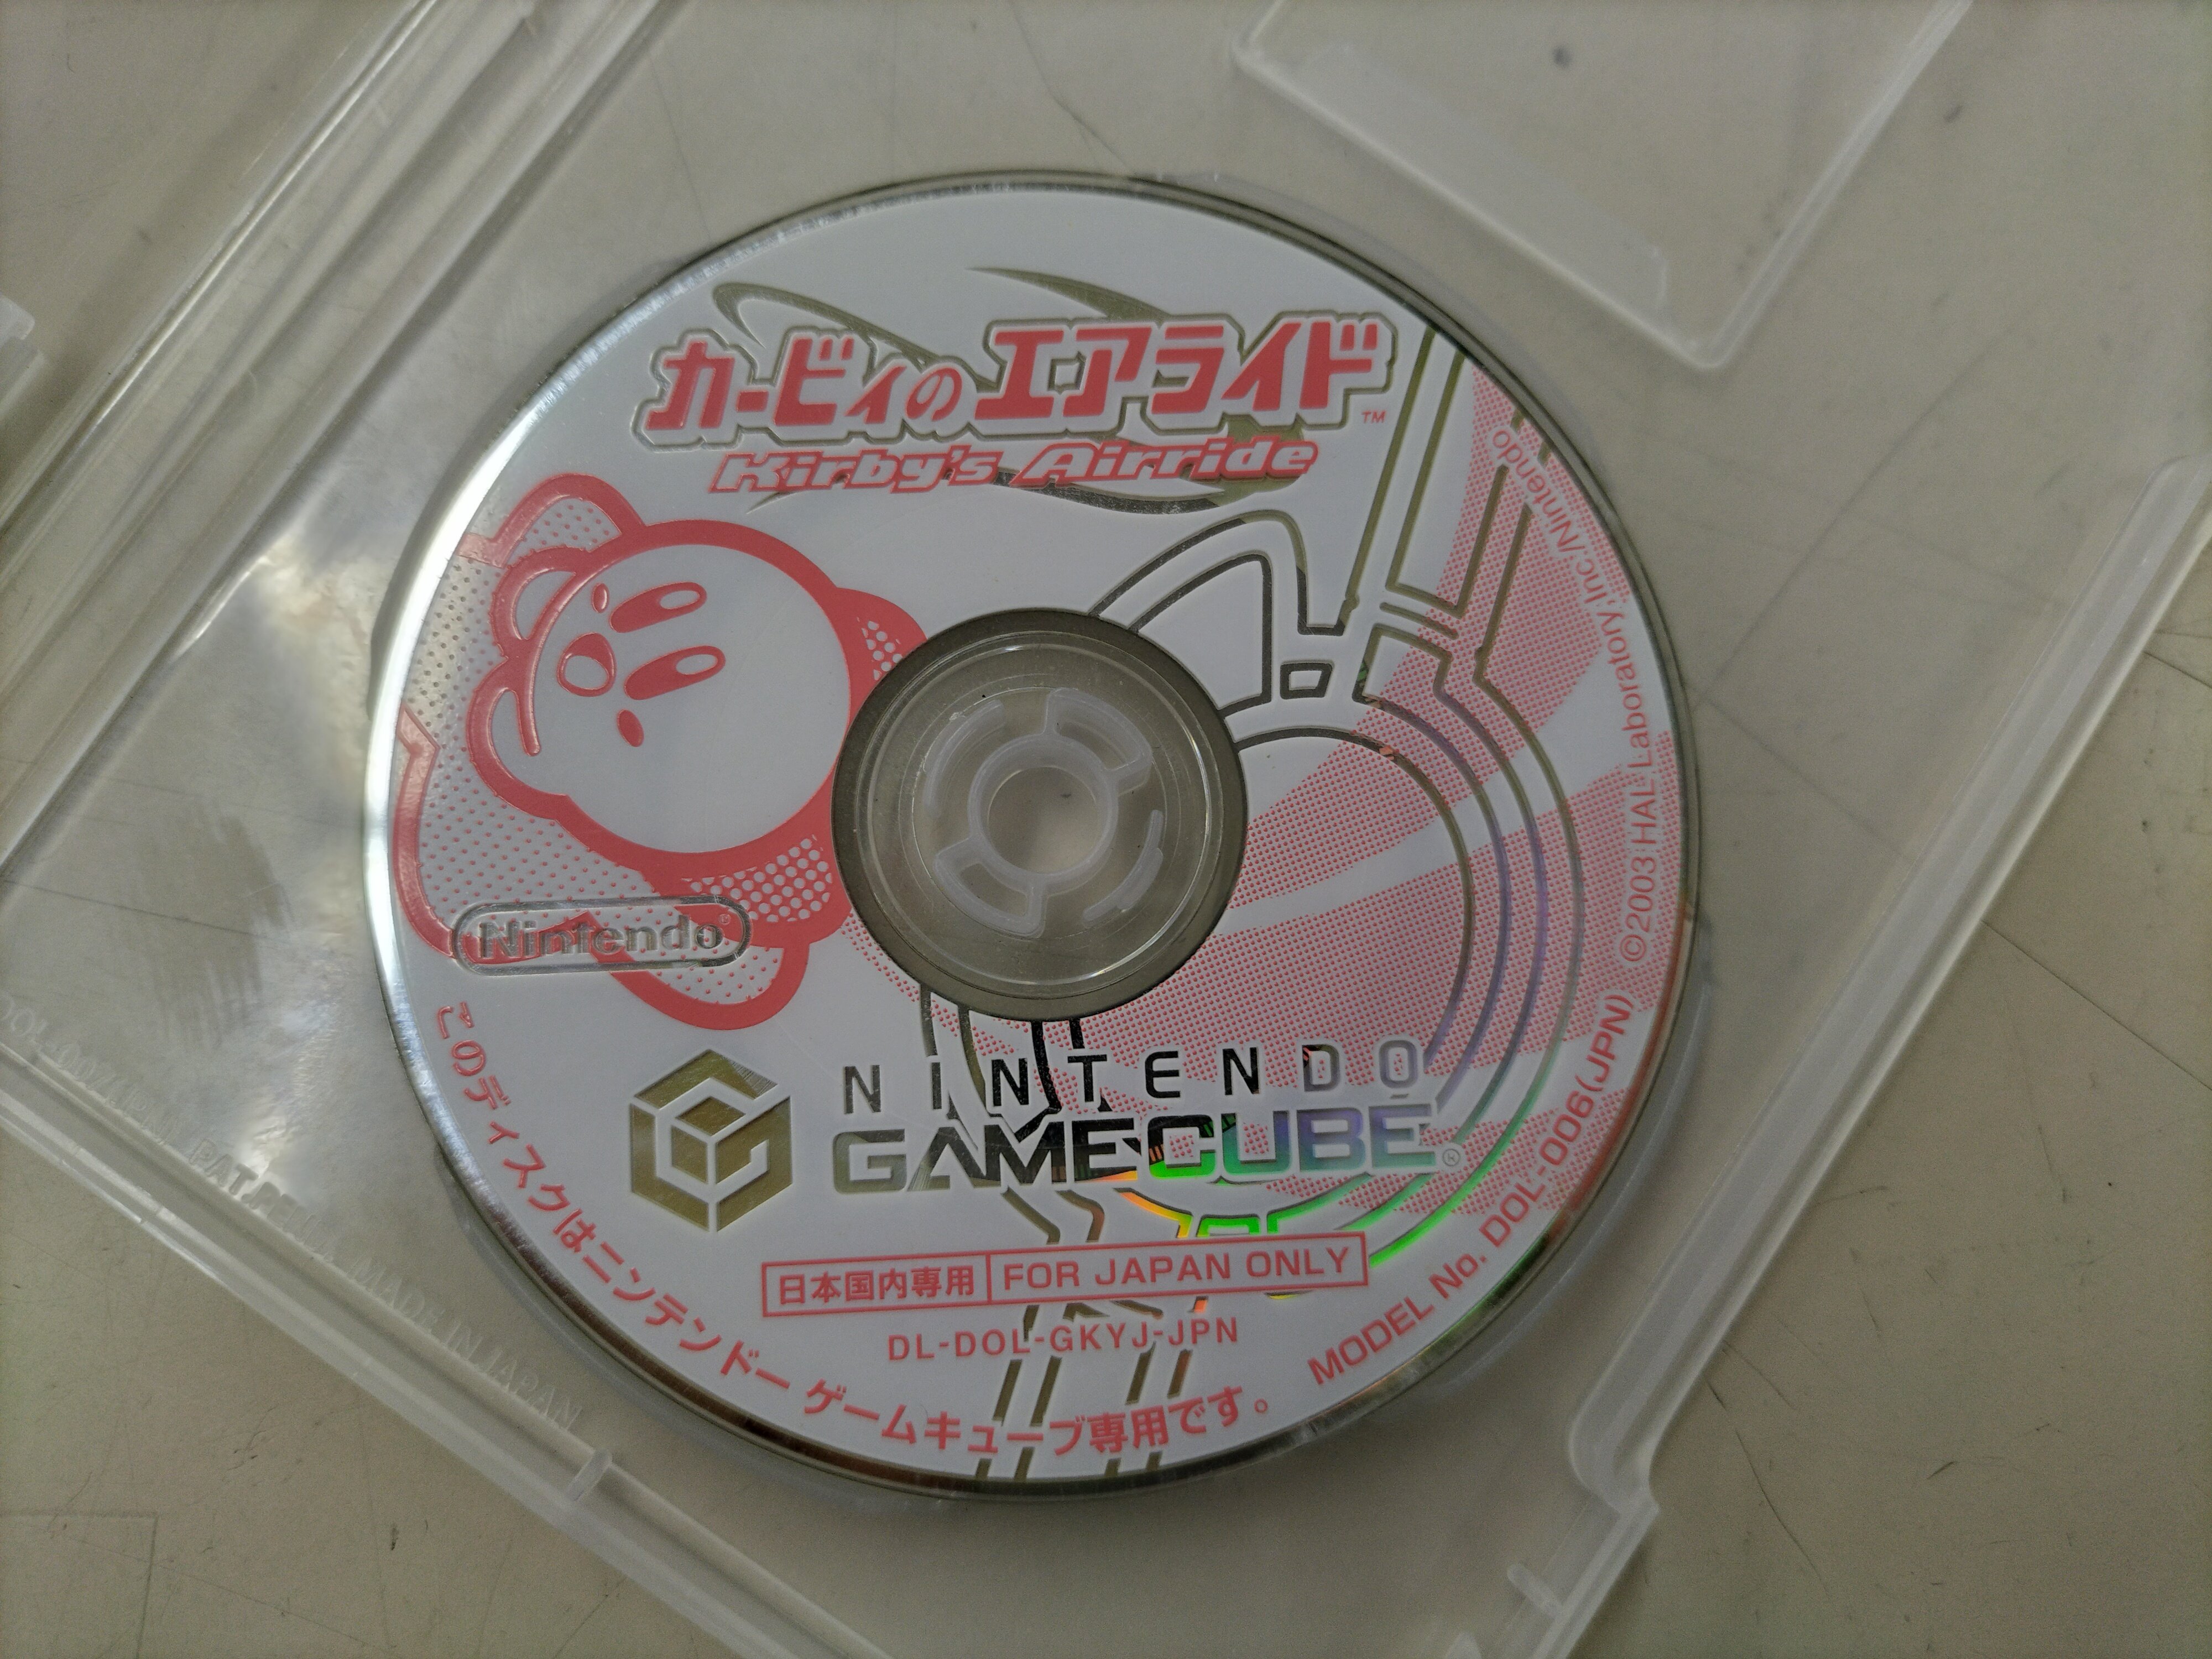 カービィのエアライド™
Kirby's Airride
Nintendo®
NINTENDO
GAMECUBE®
日本国内専用 FOR JAPAN ONLY
DL-DOL-GKYJ-JPN
このディスクはニンテンドー ゲームキューブ専用です。
MODEL No. DOL-006(JPN)
©2003 HAL Laboratory,Inc./Nintendo
MADE IN JAPAN